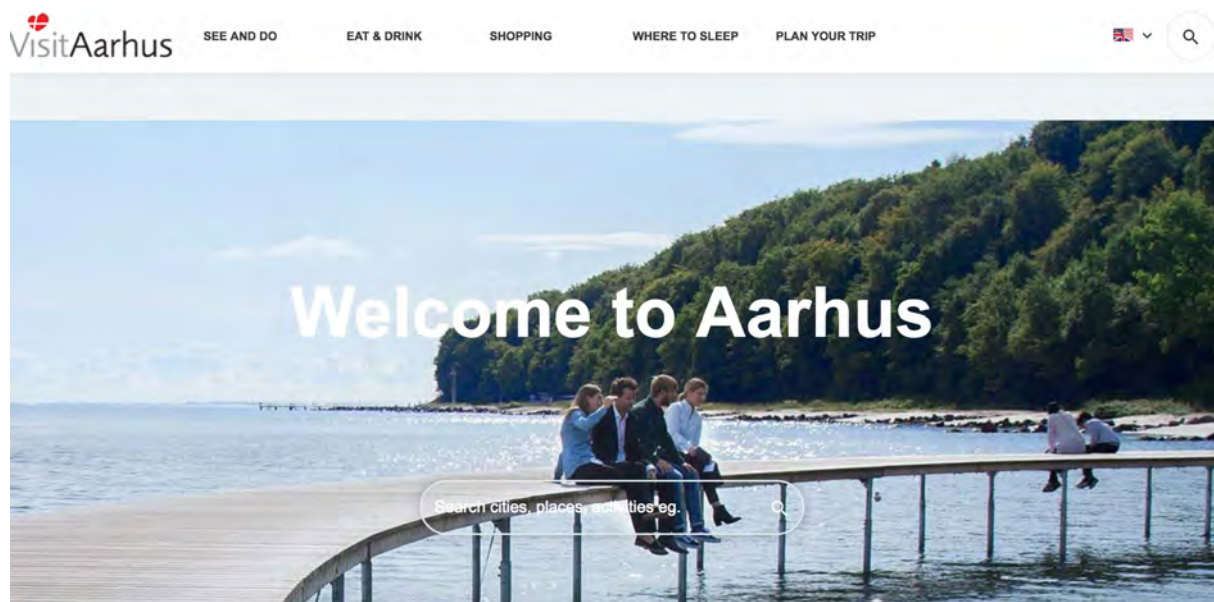 VisitAarhus
SEE AND DO EAT & DRINK SHOPPING WHERE TO SLEEP PLAN YOUR TRIP
Welcome to Aarhus
Search cities, places, activities eg.